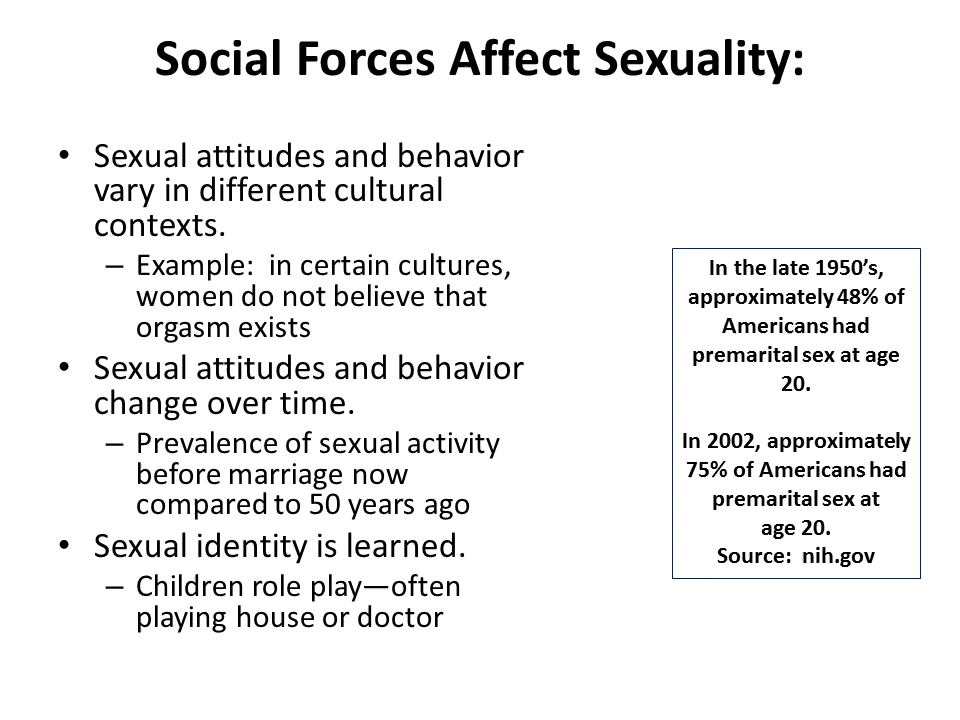 Social Forces Affect Sexuality:
• Sexual attitudes and behavior
vary in different cultural
contexts.
– Example:  in certain cultures,
women do not believe that
orgasm exists
• Sexual attitudes and behavior
change over time.
– Prevalence of sexual activity
before marriage now
compared to 50 years ago
• Sexual identity is learned.
– Children role play—often
playing house or doctor
In the late 1950’s,
approximately 48% of
Americans had
premarital sex at age
20.
In 2002, approximately
75% of Americans had
premarital sex at
age 20.
Source:  nih.gov